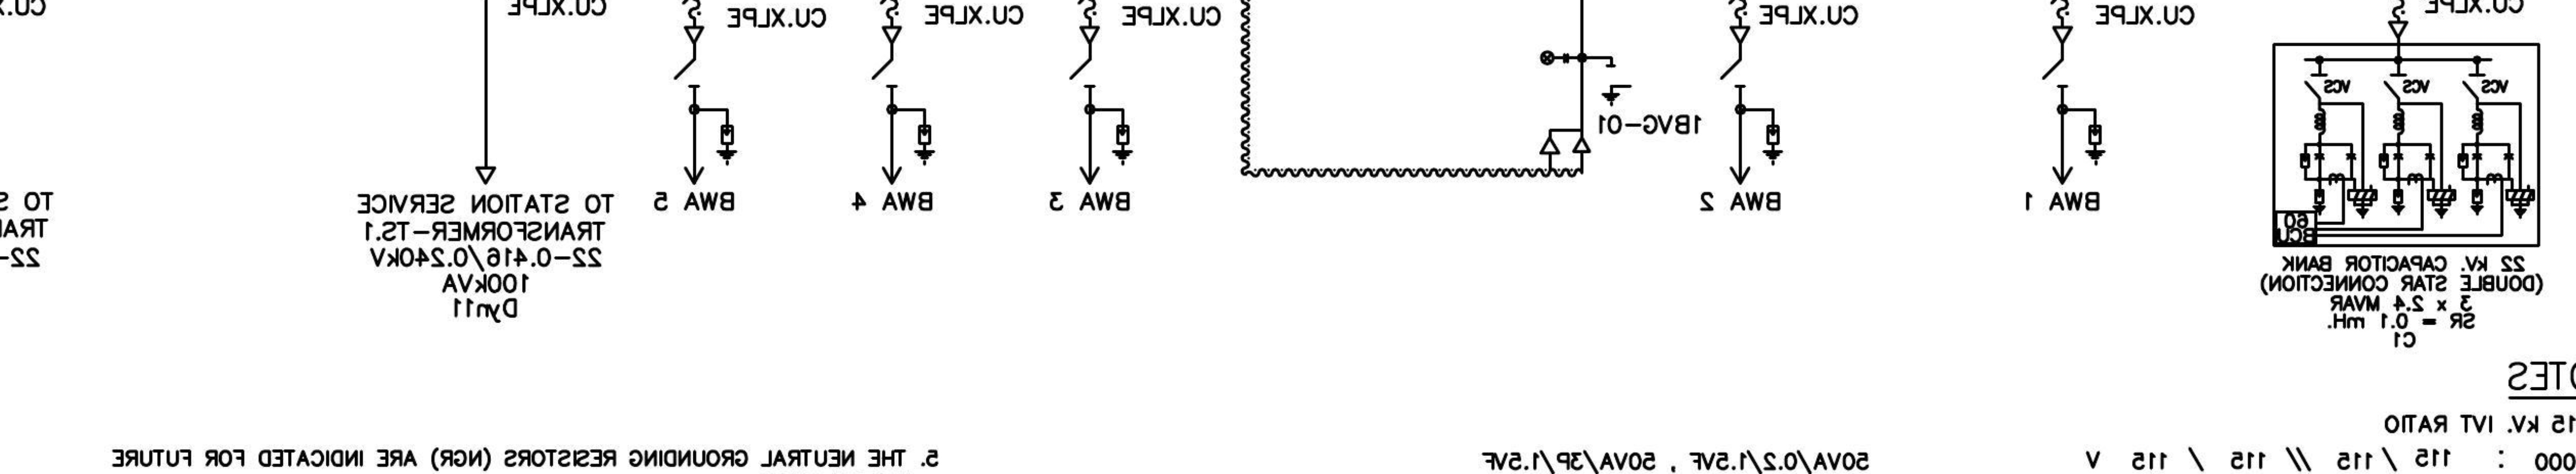 CU.XLPE
CU.XLPE
CU.XLPE
CU.XLPE
CU.XLPE
CU.XLPE
CU.XLPE
CU.X
VCS
VCS
VCS
60
BCU
22 kV. CAPACITOR BANK
(DOUBLE STAR CONNECTION)
3 x 2.4 MVAR
SR = 0.1 mH.
C1
BWA 1
BWA 2
1BVG-01
BWA 3
BWA 4
BWA 5
TO STATION SERVICE
TRANSFORMER-TS.1
22-0.416/0.240kV
100kVA
Dyn11
TO S
TRA
22-
OTES
15 kV. IVT RATIO
000 : 115 / 115 // 115 / 115 V
50VA/0.2/1.5VF , 50VA/3P/1.5VF
5. THE NEUTRAL GROUNDING RESISTORS (NGR) ARE INDICATED FOR FUTURE